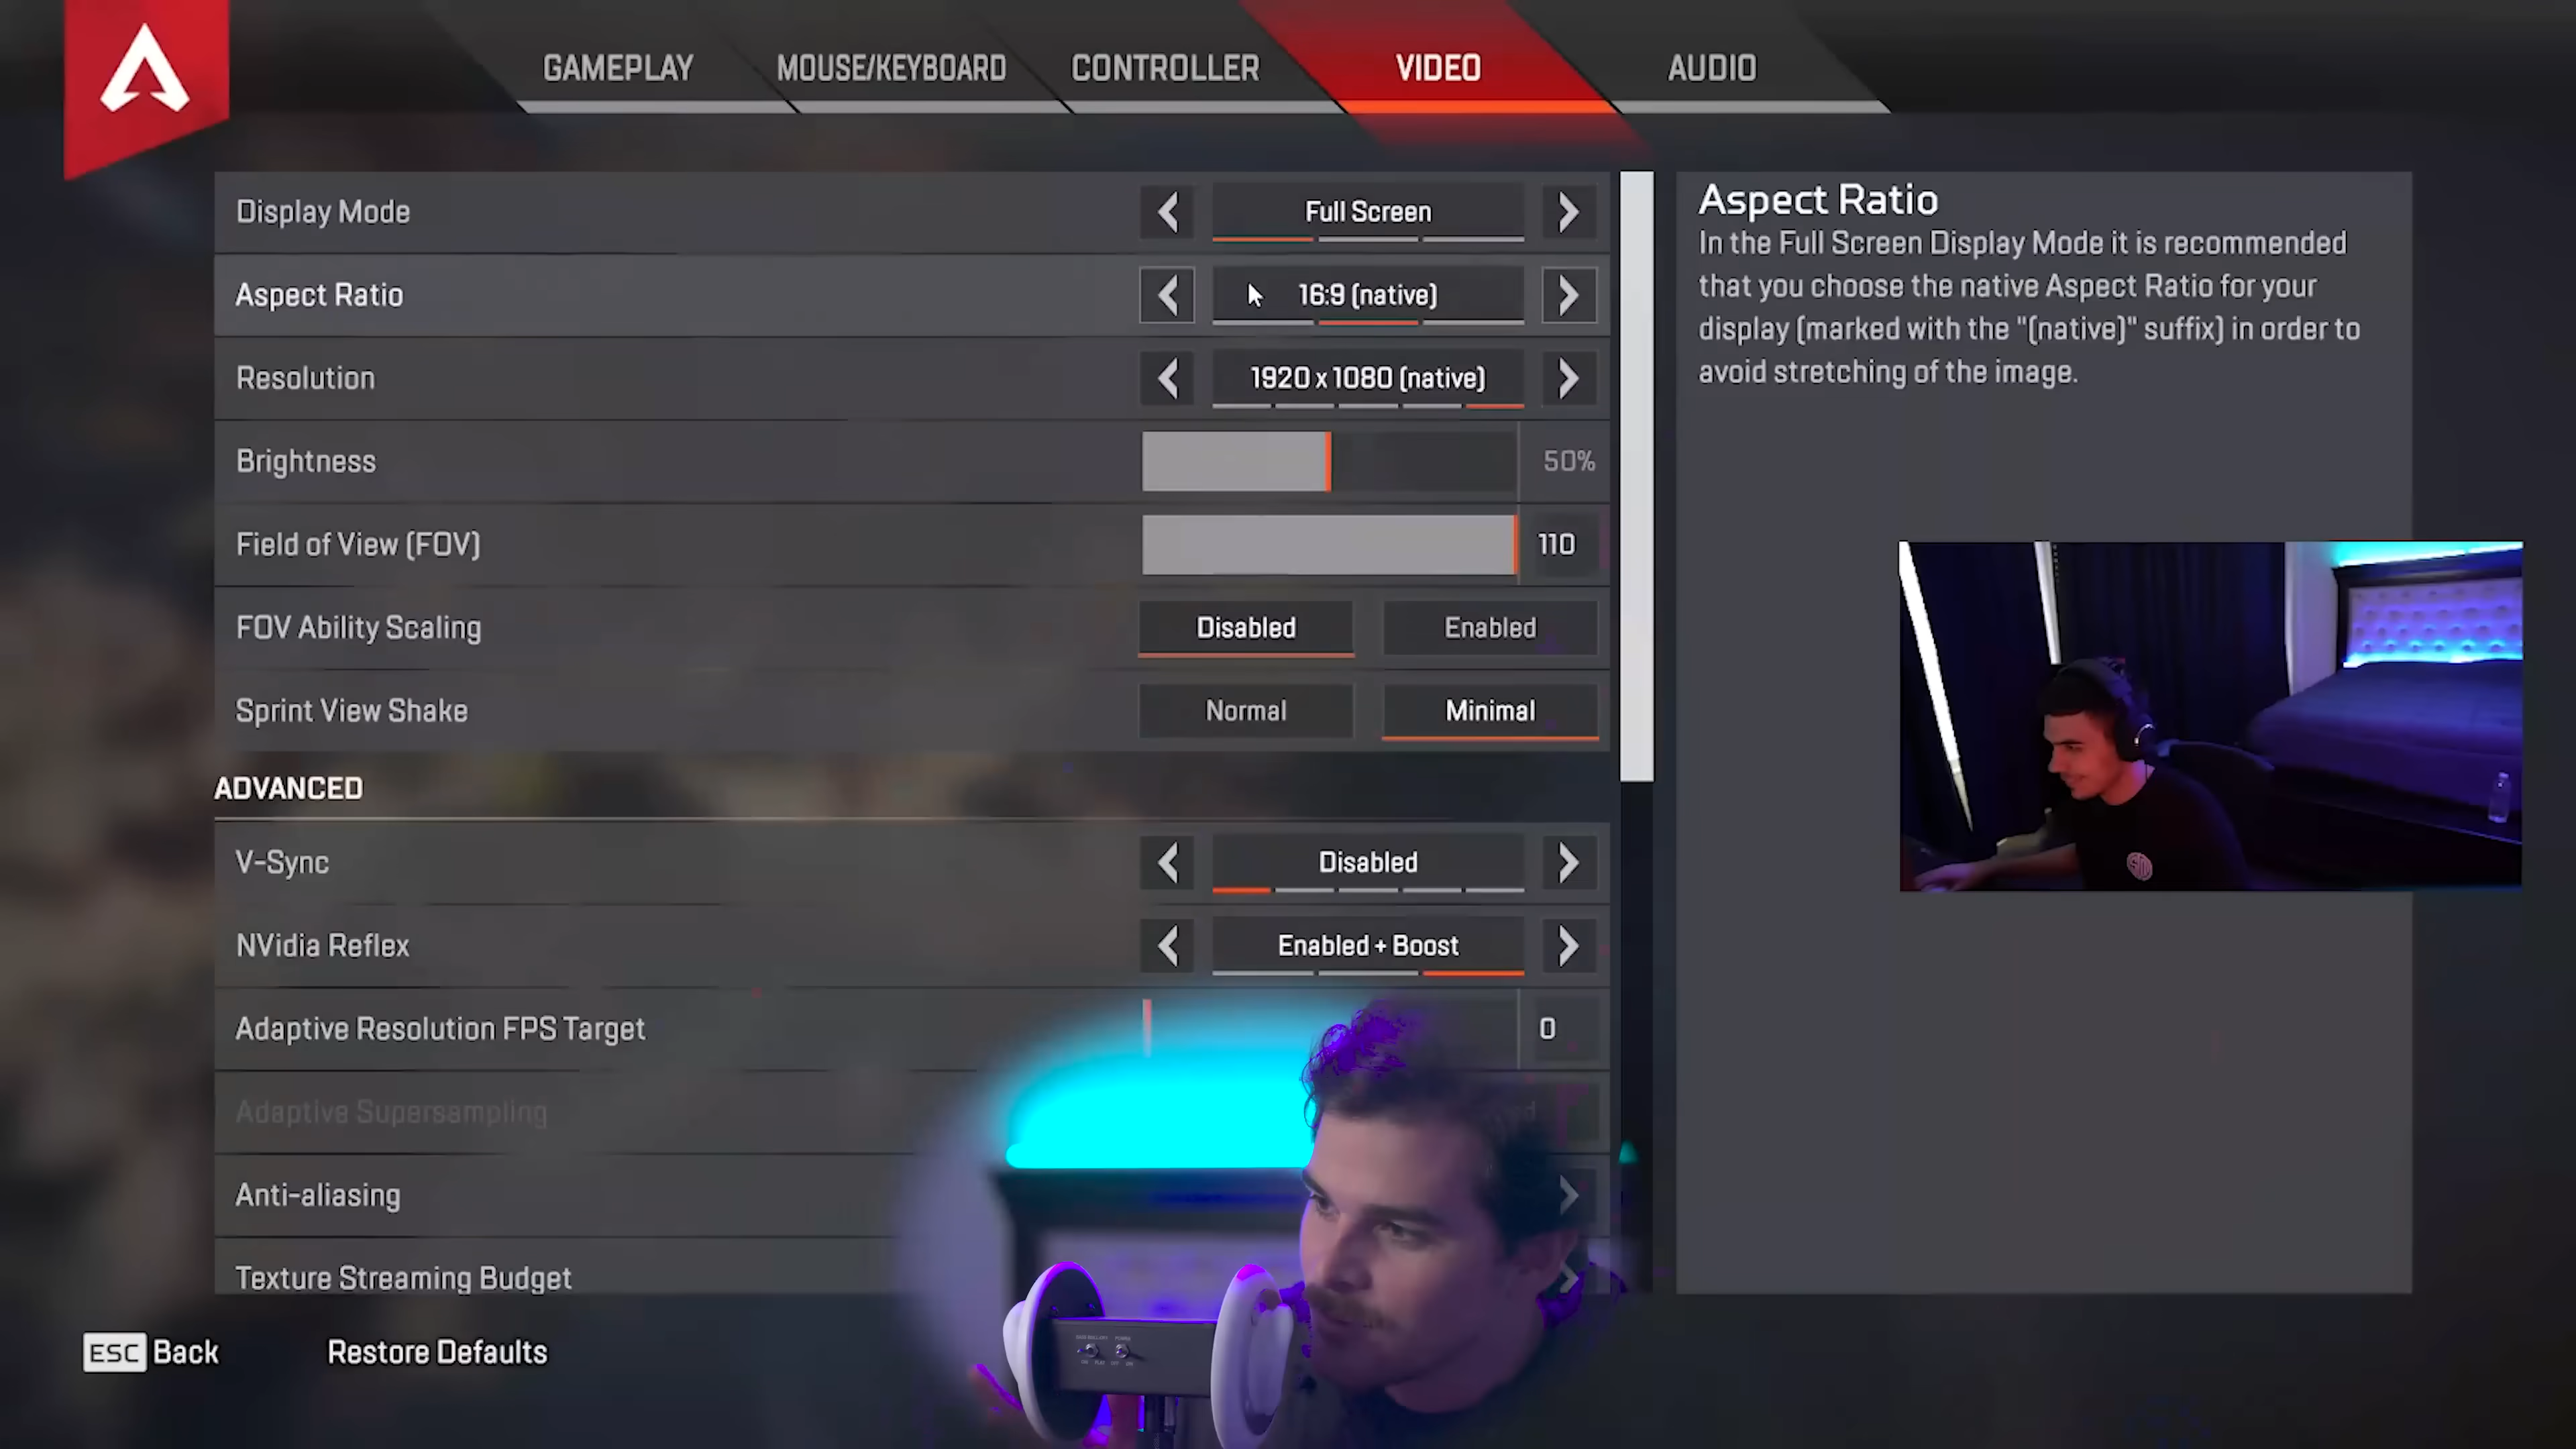 GAMEPLAY
MOUSE/KEYBOARD
CONTROLLER
VIDEO
AUDIO
Display Mode
Full Screen
Aspect Ratio
16:9 (native)
Resolution
1920 x 1080 (native)
Brightness
50%
Field of View (FOV)
110
FOV Ability Scaling
Disabled
Enabled
Sprint View Shake
Normal
Minimal
ADVANCED
V-Sync
Disabled
NVidia Reflex
Enabled + Boost
Adaptive Resolution FPS Target
0
Adaptive Supersampling
Anti-aliasing
Texture Streaming Budget
Aspect Ratio
In the Full Screen Display Mode it is recommended
that you choose the native Aspect Ratio for your
display (marked with the "(native)" suffix) in order to
avoid stretching of the image.
ESC Back
Restore Defaults